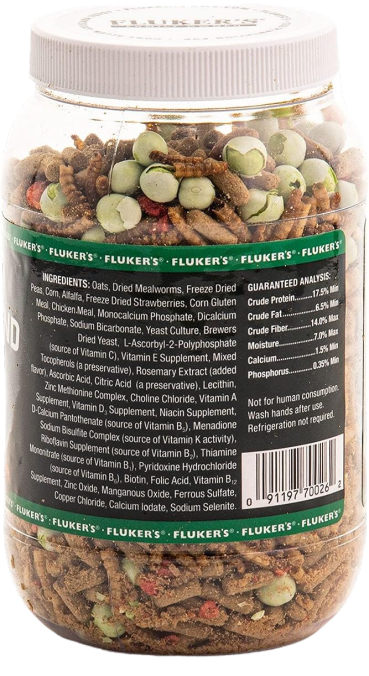 FLUKER'S
FLUKER'S® · FLUKER'S® · FLUKER'S® · FLUKER'S® · FLUKER'S®
INGREDIENTS: Oats, Dried Mealworms, Freeze Dried
Peas, Corn, Alfalfa, Freeze Dried Strawberries, Corn Gluten
Meal, Chicken Meal, Monocalcium Phosphate, Dicalcium
Phosphate, Sodium Bicarbonate, Yeast Culture, Brewers
Dried Yeast, L-Ascorbyl-2-Polyphosphate
(source of Vitamin C), Vitamin E Supplement, Mixed
Tocopherols (a preservative), Rosemary Extract (added
flavor), Ascorbic Acid, Citric Acid (a preservative), Lecithin,
Zinc Methionine Complex, Choline Chloride, Vitamin A
Supplement, Vitamin D₃ Supplement, Niacin Supplement,
D-Calcium Pantothenate (source of Vitamin B₅), Menadione
Sodium Bisulfite Complex (source of Vitamin K activity),
Riboflavin Supplement (source of Vitamin B₂), Thiamine
Mononitrate (source of Vitamin B₁), Pyridoxine Hydrochloride
(source of Vitamin B₆), Biotin, Folic Acid, Vitamin B₁₂
Supplement, Zinc Oxide, Manganous Oxide, Ferrous Sulfate,
Copper Chloride, Calcium Iodate, Sodium Selenite.
GUARANTEED ANALYSIS:
Crude Protein..........17.5% Min
Crude Fat..........6.5% Min
Crude Fiber..........14.0% Max
Moisture..........7.0% Max
Calcium..........1.5% Min
Phosphorus..........0.35% Min
Not for human consumption.
Wash hands after use.
Refrigeration not required.
0 91197 70026 2
FLUKER'S® · FLUKER'S® · FLUKER'S® · FLUKER'S® · FLUKER'S®